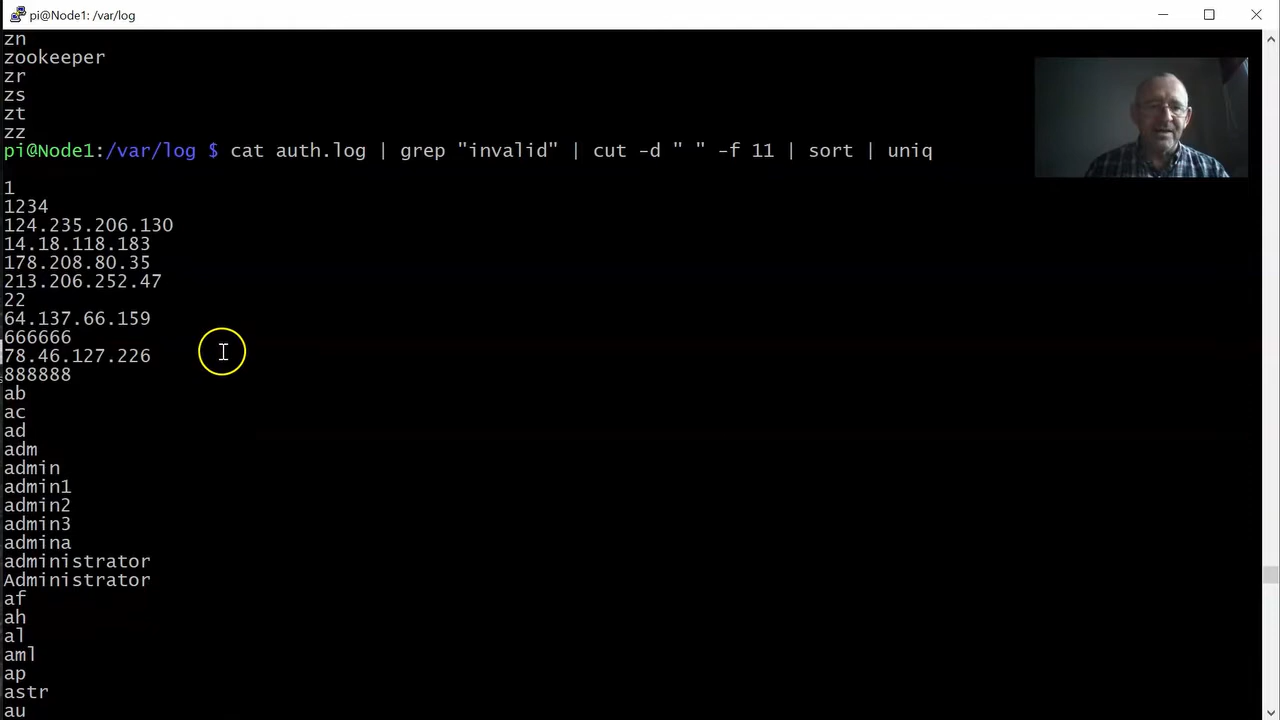 pi@Node1: /var/log
zn
zookeeper
zr
zs
zt
zz
pi@Node1:/var/log $ cat auth.log | grep "invalid" | cut -d " " -f 11 | sort | uniq
1
1234
124.235.206.130
14.18.118.183
178.208.80.35
213.206.252.47
22
64.137.66.159
666666
78.46.127.226
888888
ab
ac
ad
adm
admin
admin1
admin2
admin3
admina
administrator
Administrator
af
ah
al
aml
ap
astr
au